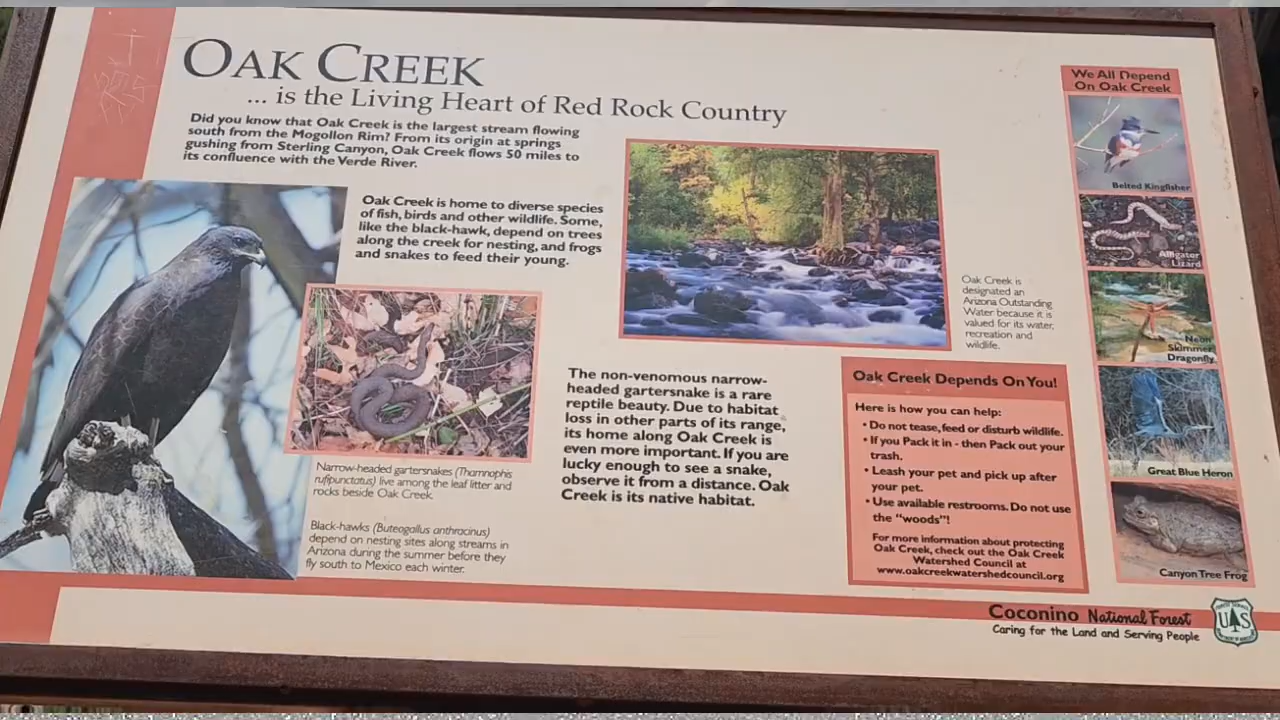 OAK CREEK
... is the Living Heart of Red Rock Country
Did you know that Oak Creek is the largest stream flowing
south from the Mogollon Rim? From its origin at springs
gushing from Sterling Canyon, Oak Creek flows 50 miles to
its confluence with the Verde River.
Oak Creek is home to diverse species
of fish, birds and other wildlife. Some,
like the black-hawk, depend on trees
along the creek for nesting, and frogs
and snakes to feed their young.
Narrow-headed gartersnakes (Thamnophis
rufipunctatus) live among the leaf litter and
rocks beside Oak Creek.
Black-hawks (Buteogallus anthracinus)
depend on nesting sites along streams in
Arizona during the summer before they
fly south to Mexico each winter.
The non-venomous narrow-
headed gartersnake is a rare
reptile beauty. Due to habitat
loss in other parts of its range,
its home along Oak Creek is
even more important. If you are
lucky enough to see a snake,
observe it from a distance. Oak
Creek is its native habitat.
Oak Creek is
designated an
Arizona Outstanding
Water because it is
valued for its water,
recreation and
wildlife.
Oak Creek Depends On You!
Here is how you can help:
• Do not tease, feed or disturb wildlife.
• If you Pack it in - then Pack out your
trash.
• Leash your pet and pick up after
your pet.
• Use available restrooms. Do not use
the "woods"!
For more information about protecting
Oak Creek, check out the Oak Creek
Watershed Council at
www.oakcreekwatershedcouncil.org
We All Depend
On Oak Creek
Belted Kingfisher
Alligator
Lizard
Neon
Skimmer
Dragonfly
Great Blue Heron
Canyon Tree Frog
Coconino National Forest
Caring for the Land and Serving People
U S